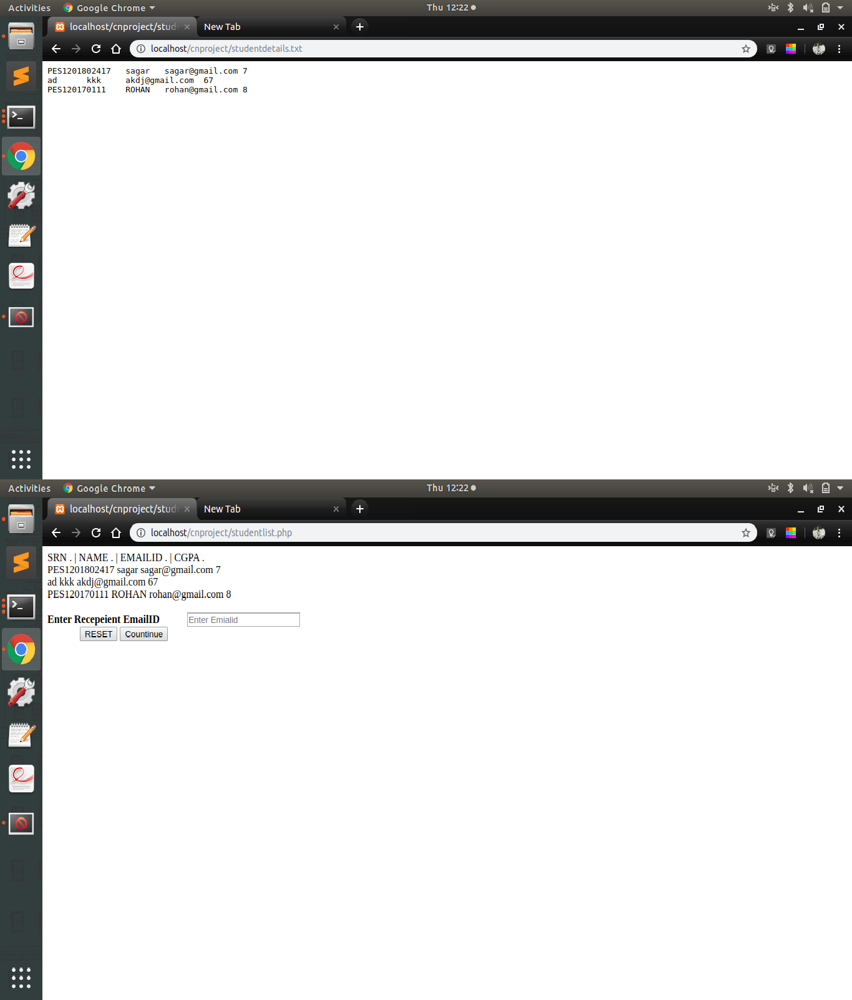 Activities Google Chrome Thu 12:22
localhost/cnproject/stud New Tab
localhost/cnproject/studentdetails.txt
PES1201802417 sagar sagar@gmail.com 7
ad kkk akdj@gmail.com 67
PES120170111 ROHAN rohan@gmail.com 8
Activities Google Chrome Thu 12:22
localhost/cnproject/stud New Tab
localhost/cnproject/studentlist.php
SRN . | NAME . | EMAILID . | CGPA .
PES1201802417 sagar sagar@gmail.com 7
ad kkk akdj@gmail.com 67
PES120170111 ROHAN rohan@gmail.com 8
Enter Recepeient EmailID Enter Emialid
RESET Countinue